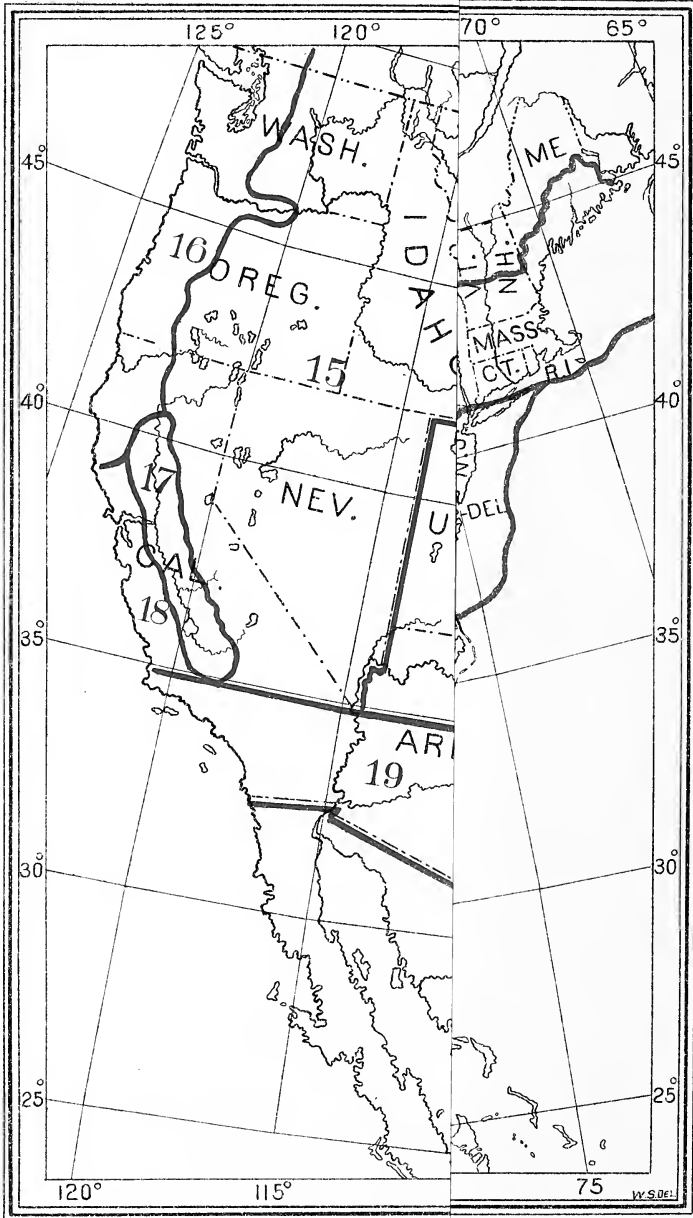 125° 120° 70° 65°
WASH.
ME
45° 45°
IDAHO
VT.
N.H.
16
OREG.
MASS
CT. R.I.
15
40° 40°
N.J.
17
NEV.
U
DEL
CAL.
18
35° 35°
ARI
19
30° 30°
25° 25°
120° 115° 75
W.S.DEL.